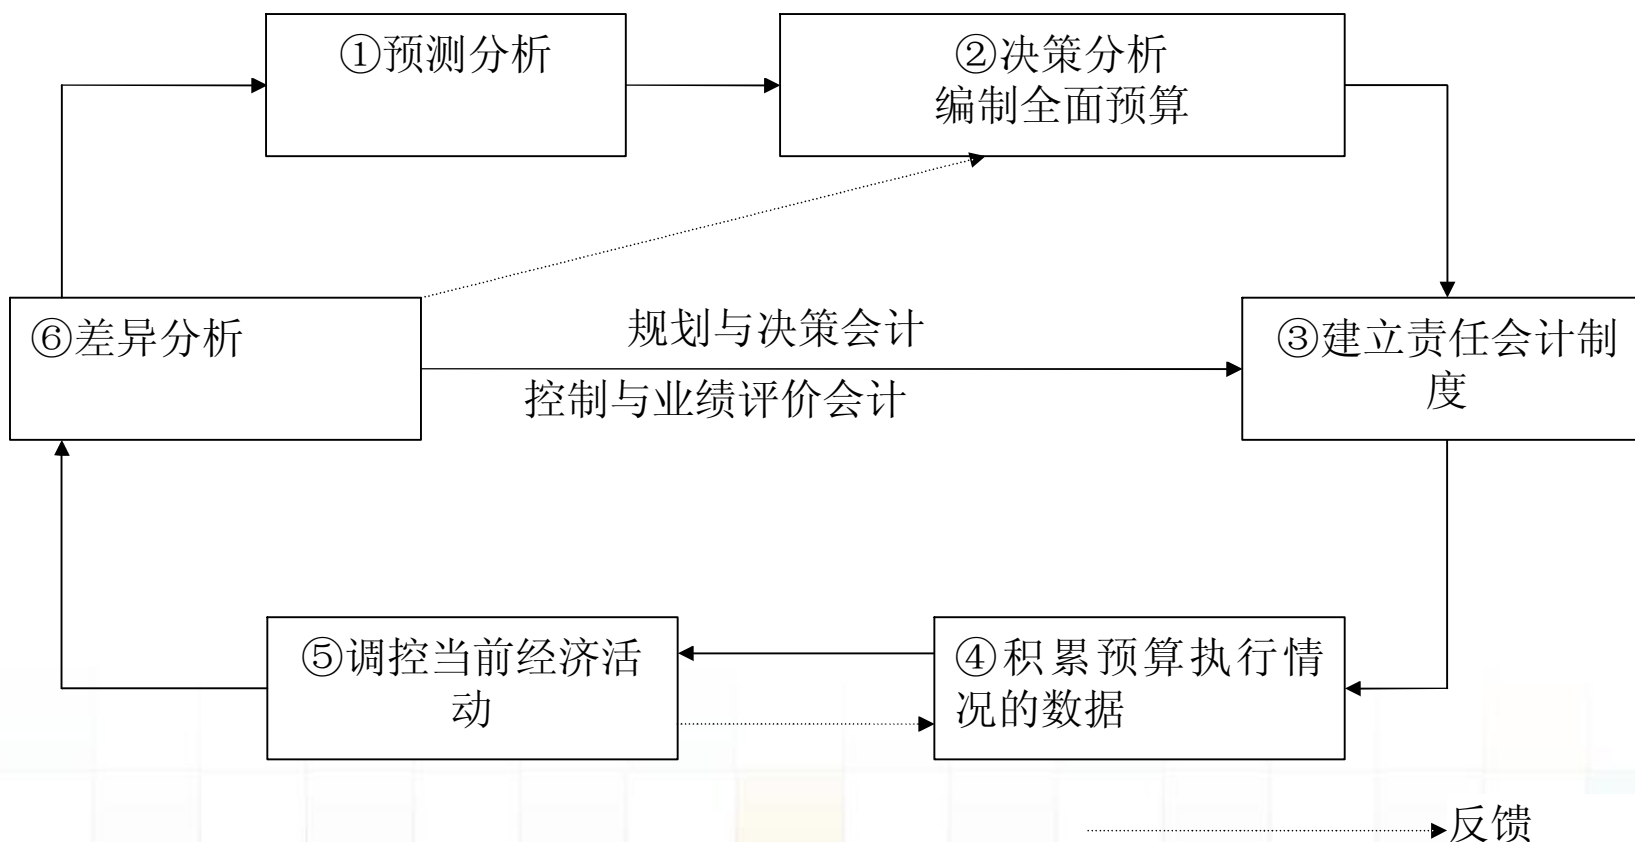 ①预测分析
②决策分析
编制全面预算
⑥差异分析
规划与决策会计
控制与业绩评价会计
③建立责任会计制
度
⑤调控当前经济活
动
④积累预算执行情
况的数据
反馈